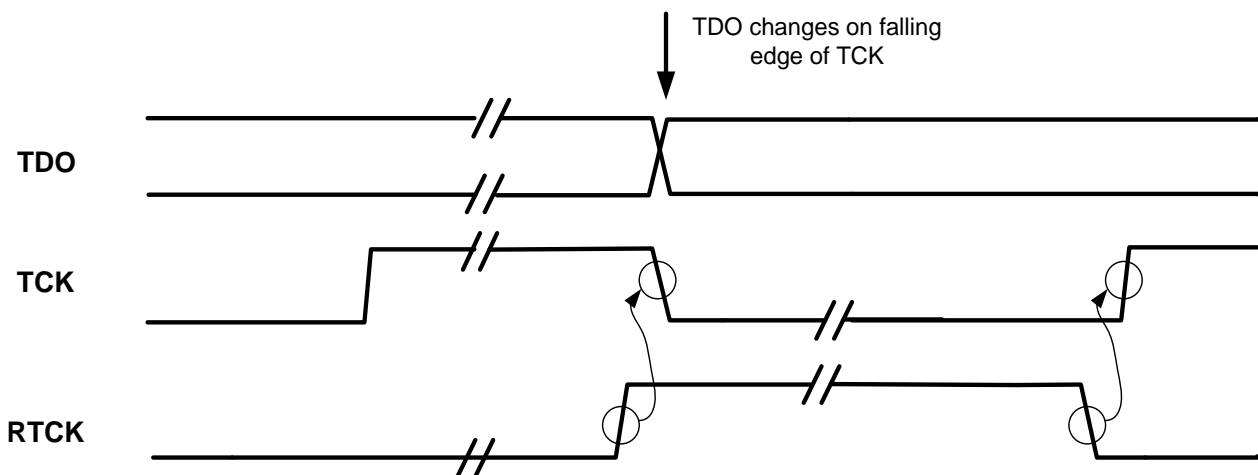 TDO changes on falling
edge of TCK
TDO
TCK
RTCK